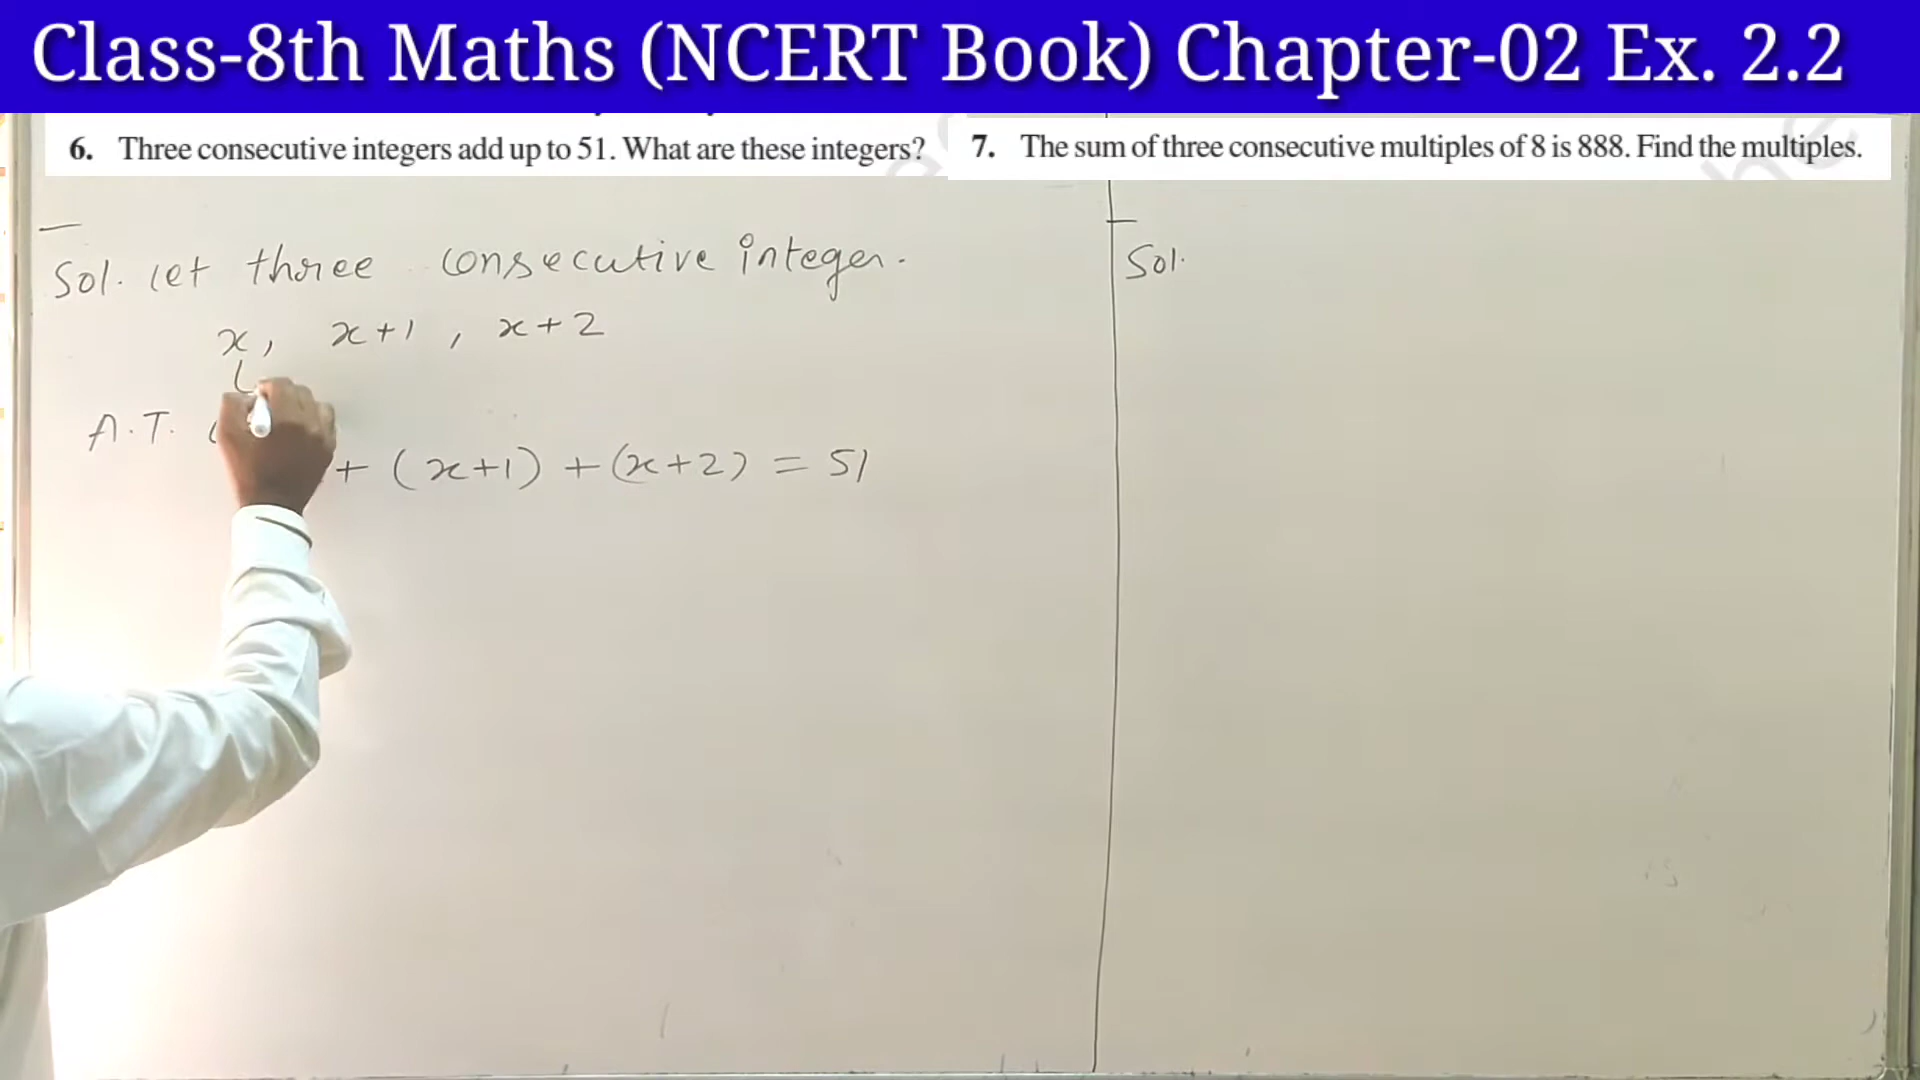 Class-8th Maths (NCERT Book) Chapter-02 Ex. 2.2
6. Three consecutive integers add up to 51. What are these integers?
7. The sum of three consecutive multiples of 8 is 888. Find the multiples.
Sol. let three consecutive integer.
x, x+1, x+2
A.T.
+ (x+1) + (x+2) = 51
Sol.